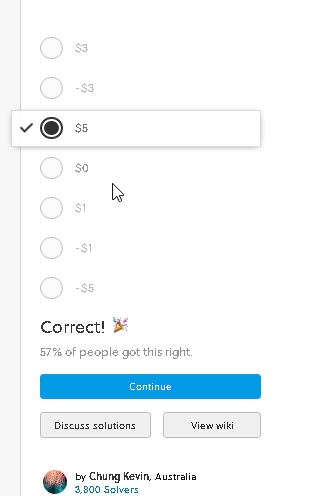 $3
-$3
$5
$0
$1
-$1
-$5
Correct! 🎉
57% of people got this right.
Continue
Discuss solutions
View wiki
by Chung Kevin, Australia
3,800 Solvers